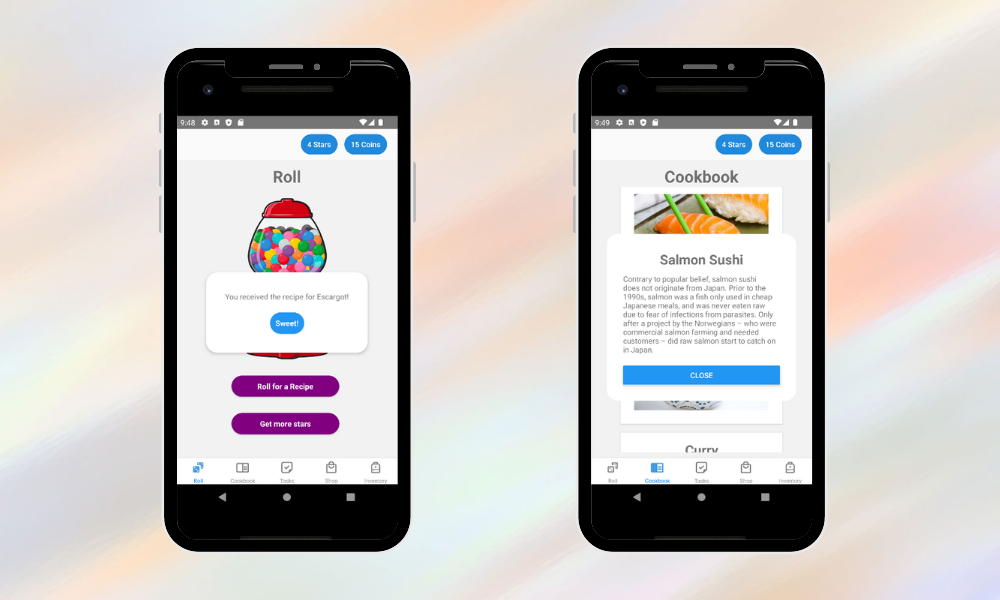 9:48
4 Stars
15 Coins
Roll
You received the recipe for Escargot!
Sweet!
Roll for a Recipe
Get more stars
Roll
Cookbook
Tasks
Shop
Inventory
9:49
4 Stars
15 Coins
Cookbook
Salmon Sushi
Contrary to popular belief, salmon sushi
does not originate from Japan. Prior to the
1990s, salmon was a fish only used in cheap
Japanese meals, and was never eaten raw
due to fear of infections from parasites. Only
after a project by the Norwegians – who were
commercial salmon farming and needed
customers – did raw salmon start to catch on
in Japan.
CLOSE
Curry
Roll
Cookbook
Tasks
Shop
Inventory